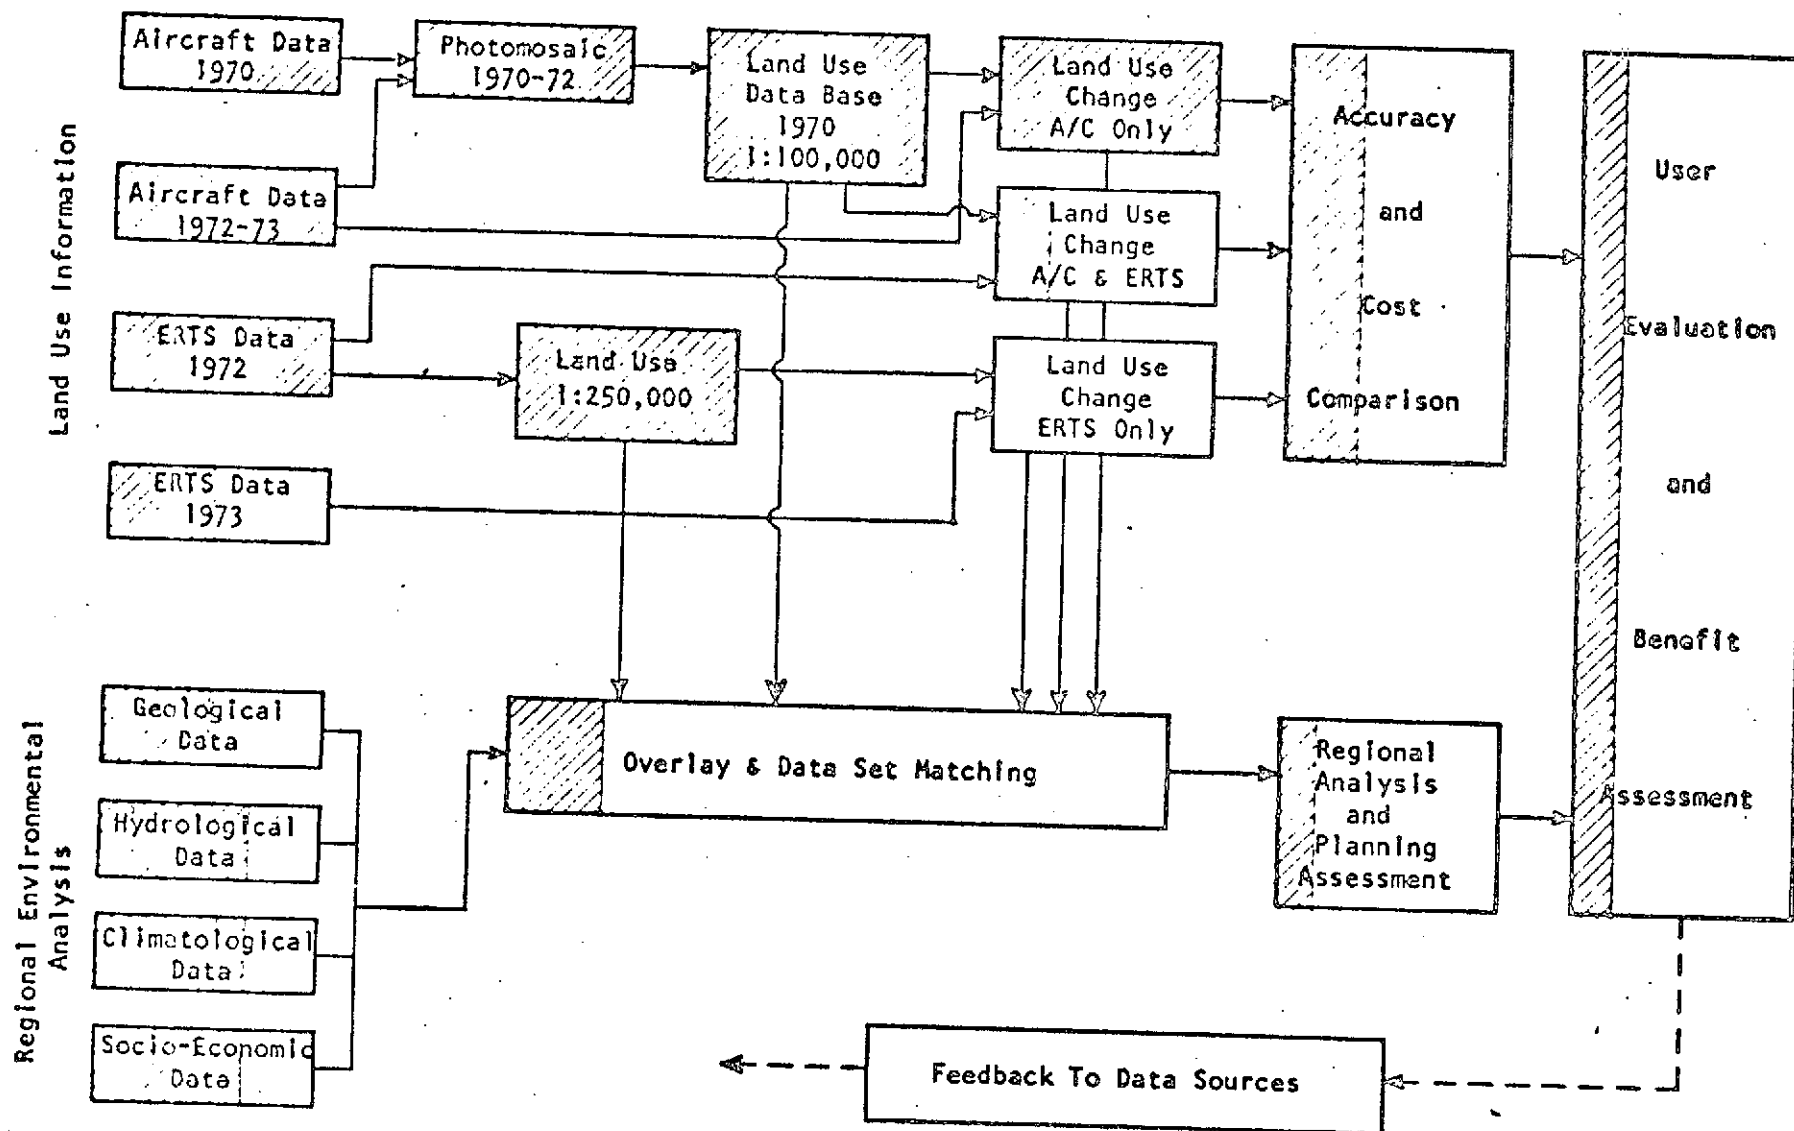 Land Use Information
Aircraft Data
1970
Photomosaic
1970-72
Land Use
Data Base
1970
1:100,000
Land Use
Change
A/C Only
Accuracy
and
Cost
Comparison
User
Evaluation
and
Benefit
Assessment
Aircraft Data
1972-73
Land Use
Change
A/C & ERTS
ERTS Data
1972
Land Use
1:250,000
Land Use
Change
ERTS Only
ERTS Data
1973
Regional Environmental
Analysis
Geological
Data
Hydrological
Data
Climatological
Data
Socio-Economic
Data
Overlay & Data Set Matching
Regional
Analysis
and
Planning
Assessment
Feedback To Data Sources